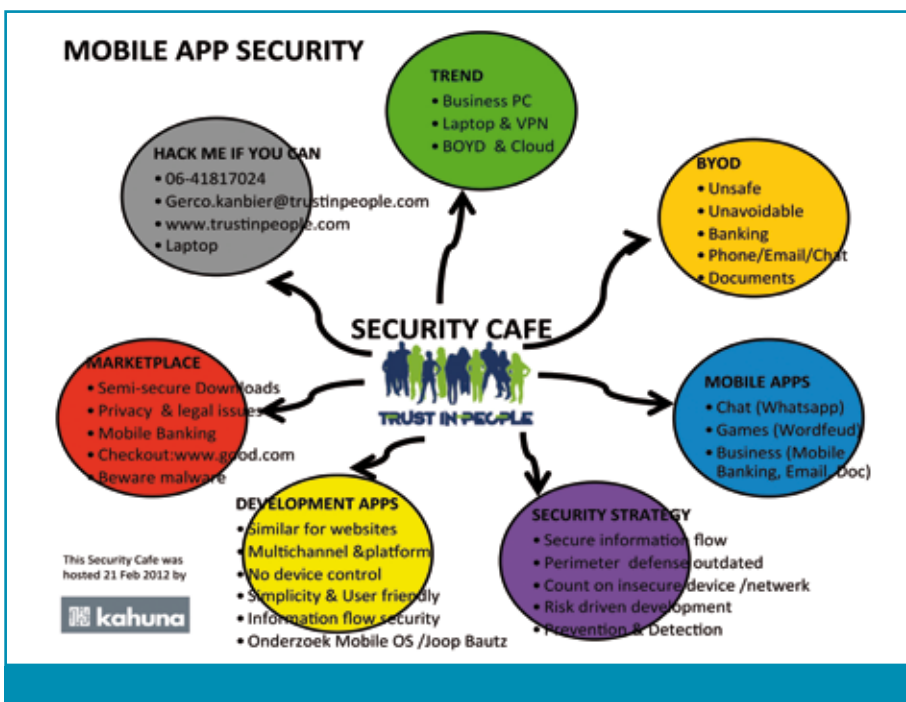 MOBILE APP SECURITY
TREND
• Business PC
• Laptop & VPN
• BOYD & Cloud
HACK ME IF YOU CAN
• 06-41817024
• Gerco.kanbier@trustinpeople.com
• www.trustinpeople.com
• Laptop
BYOD
• Unsafe
• Unavoidable
• Banking
• Phone/Email/Chat
• Documents
SECURITY CAFE
TRUST IN PEOPLE
MARKETPLACE
• Semi-secure Downloads
• Privacy & legal issues
• Mobile Banking
• Checkout:www.good.com
• Beware malware
MOBILE APPS
• Chat (Whatsapp)
• Games (Wordfeud)
• Business (Mobile
Banking, Email, Doc)
DEVELOPMENT APPS
• Similar for websites
• Multichannel &platform
• No device control
• Simplicity & User friendly
• Information flow security
• Onderzoek Mobile OS /Joop Bautz
SECURITY STRATEGY
• Secure information flow
• Perimeter defense outdated
• Count on insecure device /netwerk
• Risk driven development
• Prevention & Detection
This Security Cafe was
hosted 21 Feb 2012 by
kahuna